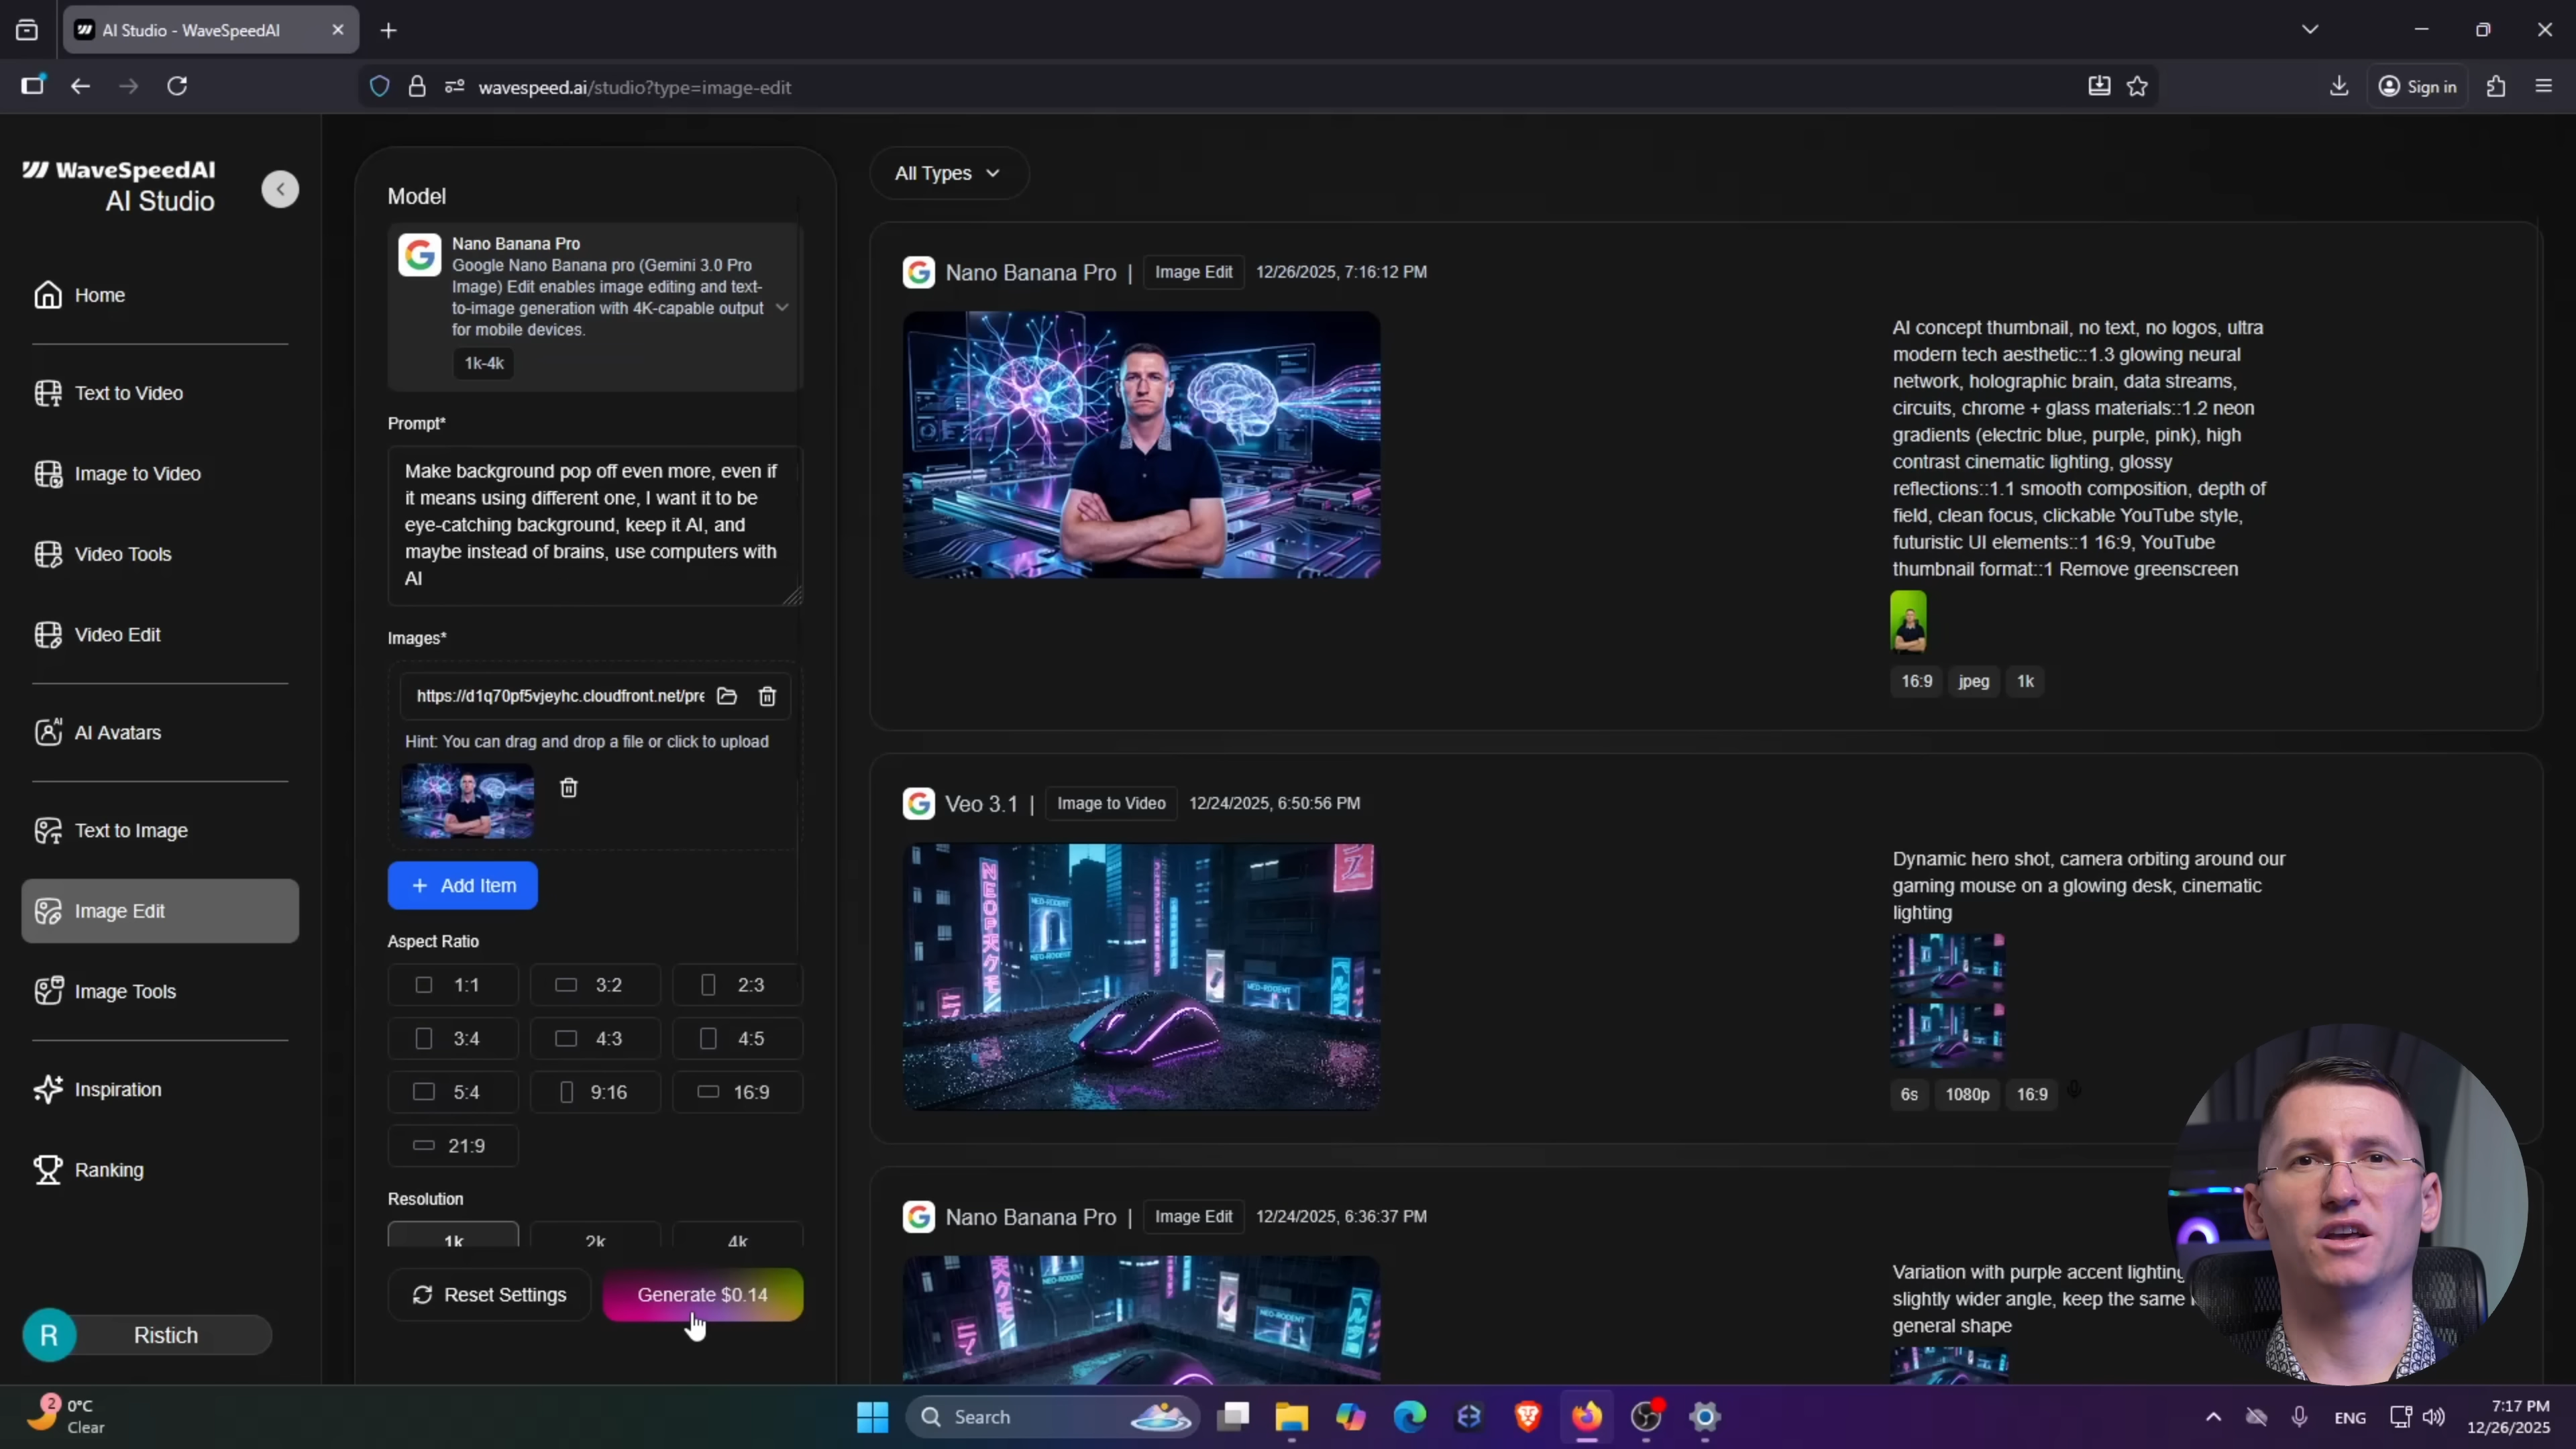 AI Studio - WaveSpeedAI
wavespeed.ai/studio?type=image-edit
Sign in
WaveSpeedAI
AI Studio
Home
Text to Video
Image to Video
Video Tools
Video Edit
AI Avatars
Text to Image
Image Edit
Image Tools
Inspiration
Ranking
R
Ristich
Model
Nano Banana Pro
Google Nano Banana pro (Gemini 3.0 Pro
Image) Edit enables image editing and text-
to-image generation with 4K-capable output
for mobile devices.
1k-4k
Prompt*
Make background pop off even more, even if
it means using different one, I want it to be
eye-catching background, keep it AI, and
maybe instead of brains, use computers with
AI
Images*
https://d1q70pf5vjeyhc.cloudfront.net/pre
Hint: You can drag and drop a file or click to upload
+ Add Item
Aspect Ratio
1:1
3:2
2:3
3:4
4:3
4:5
5:4
9:16
16:9
21:9
Resolution
1k
2k
4k
Reset Settings
Generate $0.14
All Types
Nano Banana Pro | Image Edit 12/26/2025, 7:16:12 PM
AI concept thumbnail, no text, no logos, ultra
modern tech aesthetic::1.3 glowing neural
network, holographic brain, data streams,
circuits, chrome + glass materials::1.2 neon
gradients (electric blue, purple, pink), high
contrast cinematic lighting, glossy
reflections::1.1 smooth composition, depth of
field, clean focus, clickable YouTube style,
futuristic UI elements::1 16:9, YouTube
thumbnail format::1 Remove greenscreen
16:9
jpeg
1k
Veo 3.1 | Image to Video 12/24/2025, 6:50:56 PM
NEO-RODENT
NEO-RODENT
NEO-RODENT
Dynamic hero shot, camera orbiting around our
gaming mouse on a glowing desk, cinematic
lighting
6s
1080p
16:9
Nano Banana Pro | Image Edit 12/24/2025, 6:36:37 PM
NEO-RODENT
NEO-RODENT
Variation with purple accent lighting
slightly wider angle, keep the same
general shape
2
0°C
Clear
Search
ENG
7:17 PM
12/26/2025